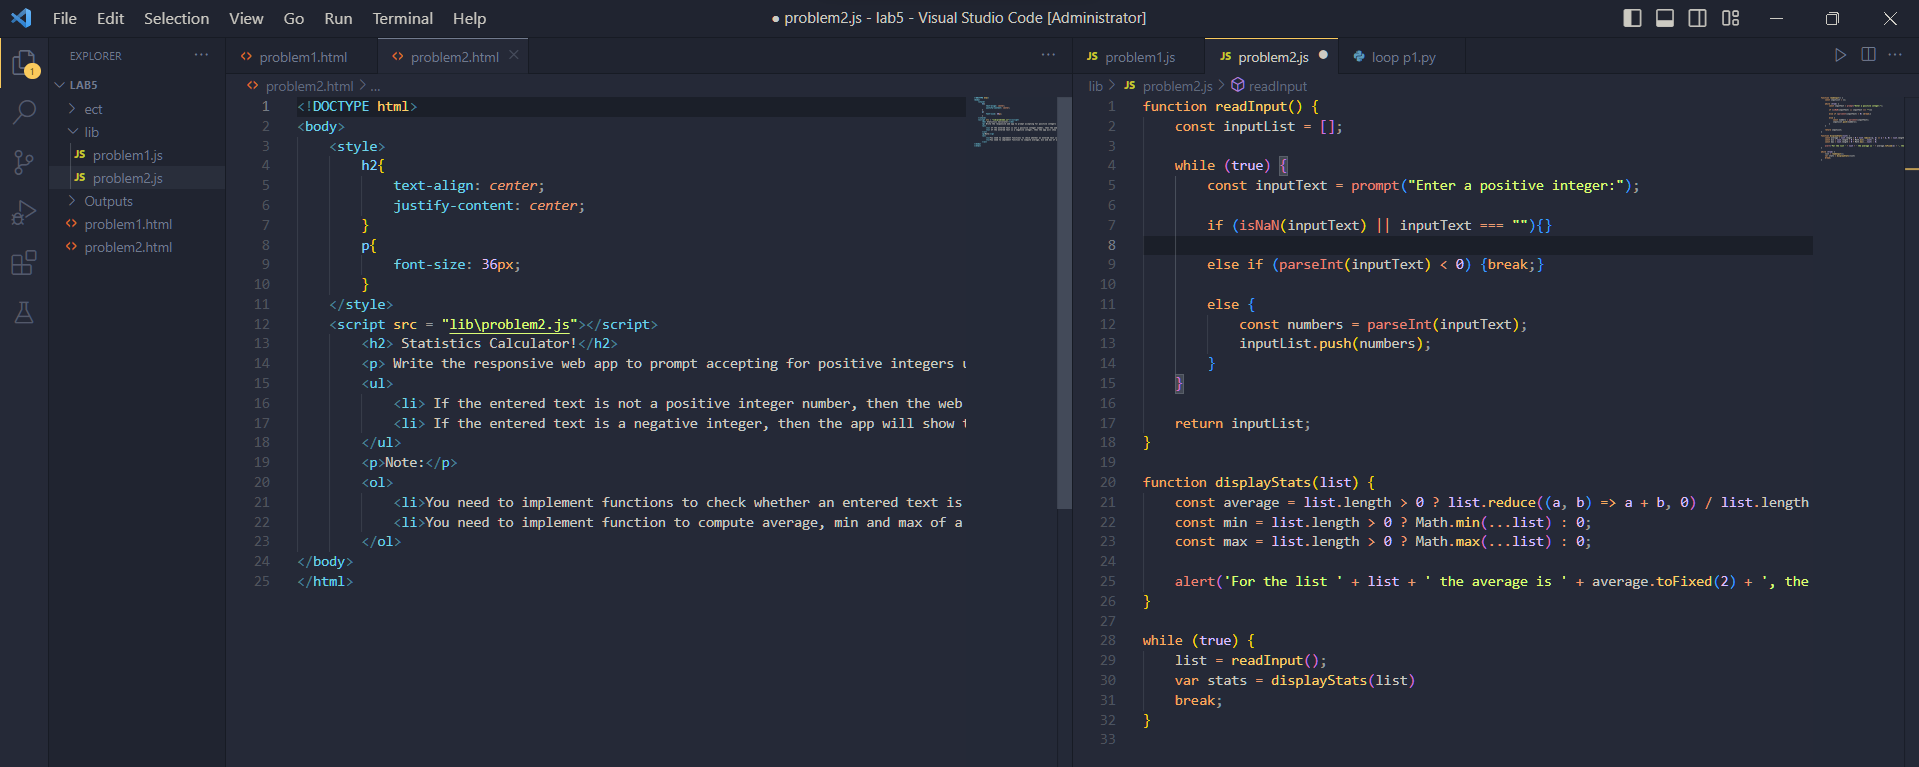 File Edit Selection View Go Run Terminal Help
● problem2.js - lab5 - Visual Studio Code [Administrator]
1
EXPLORER ···
LAB5
ect
lib
JS problem1.js
JS problem2.js
Outputs
<> problem1.html
<> problem2.html
<> problem1.html
<> problem2.html ×
···
<> problem2.html > ...
1 <!DOCTYPE html>
2 <body>
3 <style>
4 h2{
5 text-align: center;
6 justify-content: center;
7 }
8 p{
9 font-size: 36px;
10 }
11 </style>
12 <script src = "lib\problem2.js"></script>
13 <h2> Statistics Calculator!</h2>
14 <p> Write the responsive web app to prompt accepting for positive integers
15 <ul>
16 <li> If the entered text is not a positive integer number, then the web
17 <li> If the entered text is a negative integer, then the app will show
18 </ul>
19 <p>Note:</p>
20 <ol>
21 <li>You need to implement functions to check whether an entered text is
22 <li>You need to implement function to compute average, min and max of a
23 </ol>
24 </body>
25 </html>
JS problem1.js
JS problem2.js ●
loop p1.py
···
lib > JS problem2.js > readInput
1 function readInput() {
2 const inputList = [];
3
4 while (true) {
5 const inputText = prompt("Enter a positive integer:");
6
7 if (isNaN(inputText) || inputText === ""){}
8
9 else if (parseInt(inputText) < 0) {break;}
10
11 else {
12 const numbers = parseInt(inputText);
13 inputList.push(numbers);
14 }
15 }
16
17 return inputList;
18 }
19
20 function displayStats(list) {
21 const average = list.length > 0 ? list.reduce((a, b) => a + b, 0) / list.length
22 const min = list.length > 0 ? Math.min(...list) : 0;
23 const max = list.length > 0 ? Math.max(...list) : 0;
24
25 alert('For the list ' + list + ' the average is ' + average.toFixed(2) + ', the
26 }
27
28 while (true) {
29 list = readInput();
30 var stats = displayStats(list)
31 break;
32 }
33